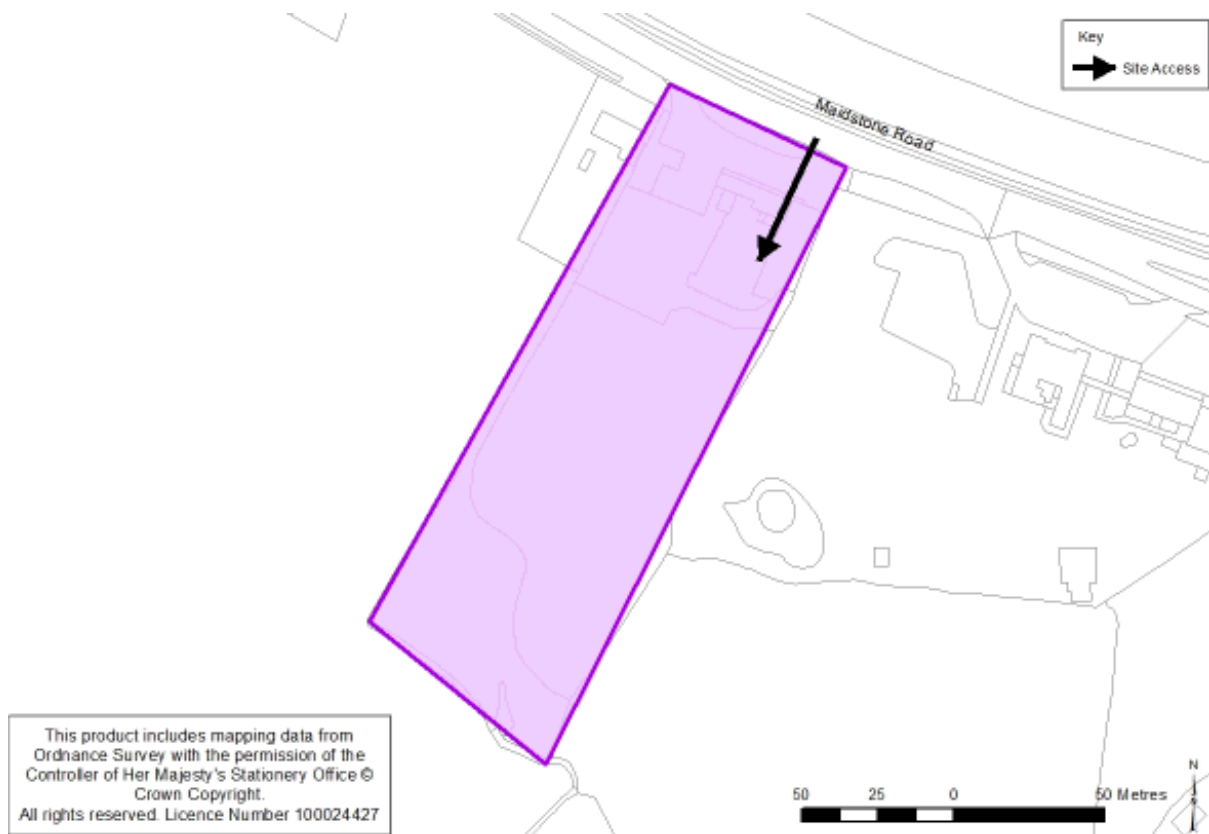 Key
Site Access
Maidstone Road
This product includes mapping data from
Ordnance Survey with the permission of the
Controller of Her Majesty's Stationery Office ©
Crown Copyright.
All rights reserved. Licence Number 100024427
50 25 0 50 Metres
N